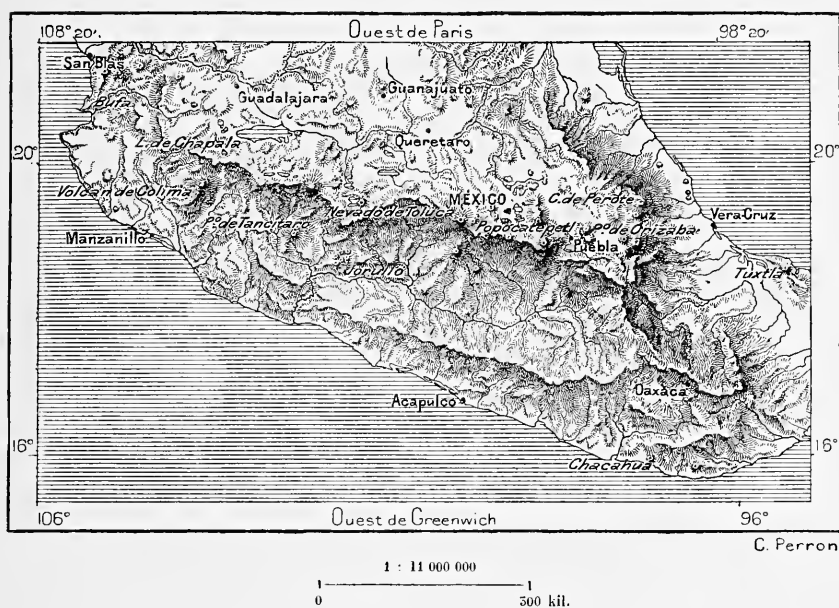 108° 20'
Ouest de Paris
98° 20'
San Blas
Bufa
Guadalajara
Guanajuato
20°
L. de Chapala
Queretaro
20°
Volcan de Colima
MEXICO
C. de Perote
Nevado de Toluca
Pc. de Tancitaro
Popocatepetl
Pc. de Orizaba
Vera-Cruz
Manzanillo
Puebla
Jorullo
Tuxtla
Oaxaca
Acapulco
16°
Chacahua
16°
106°
Ouest de Greenwich
96°
C. Perron
1 : 11 000 000
0
300 kil.